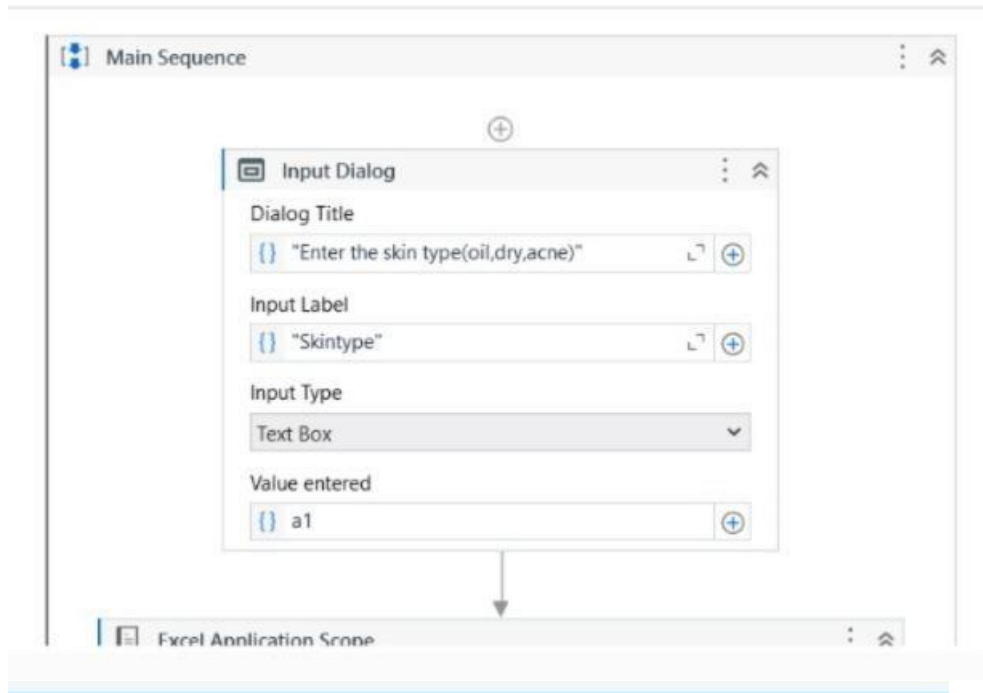 Main Sequence
Input Dialog
Dialog Title
{} "Enter the skin type(oil,dry,acne)"
Input Label
{} "Skintype"
Input Type
Text Box
Value entered
{} a1
Excel Application Scope